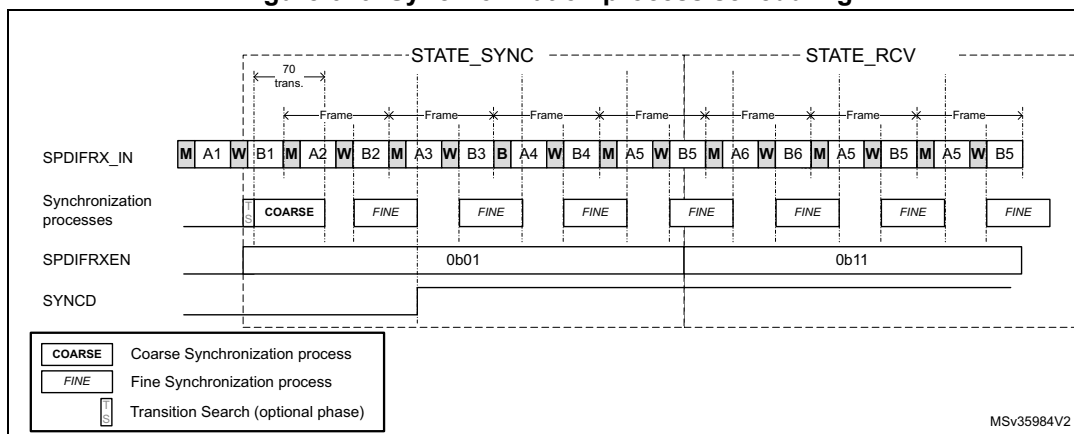 STATE_SYNC STATE_RCV
70
trans.
Frame Frame Frame Frame Frame Frame Frame
SPDIFRX_IN M A1 W B1 M A2 W B2 M A3 W B3 B A4 W B4 M A5 W B5 M A6 W B6 M A5 W B5 M A5 W B5
Synchronization
processes
TS COARSE FINE FINE FINE FINE FINE FINE FINE
SPDIFRXEN 0b01 0b11
SYNCD
COARSE Coarse Synchronization process
FINE Fine Synchronization process
TS Transition Search (optional phase)
MSv35984V2